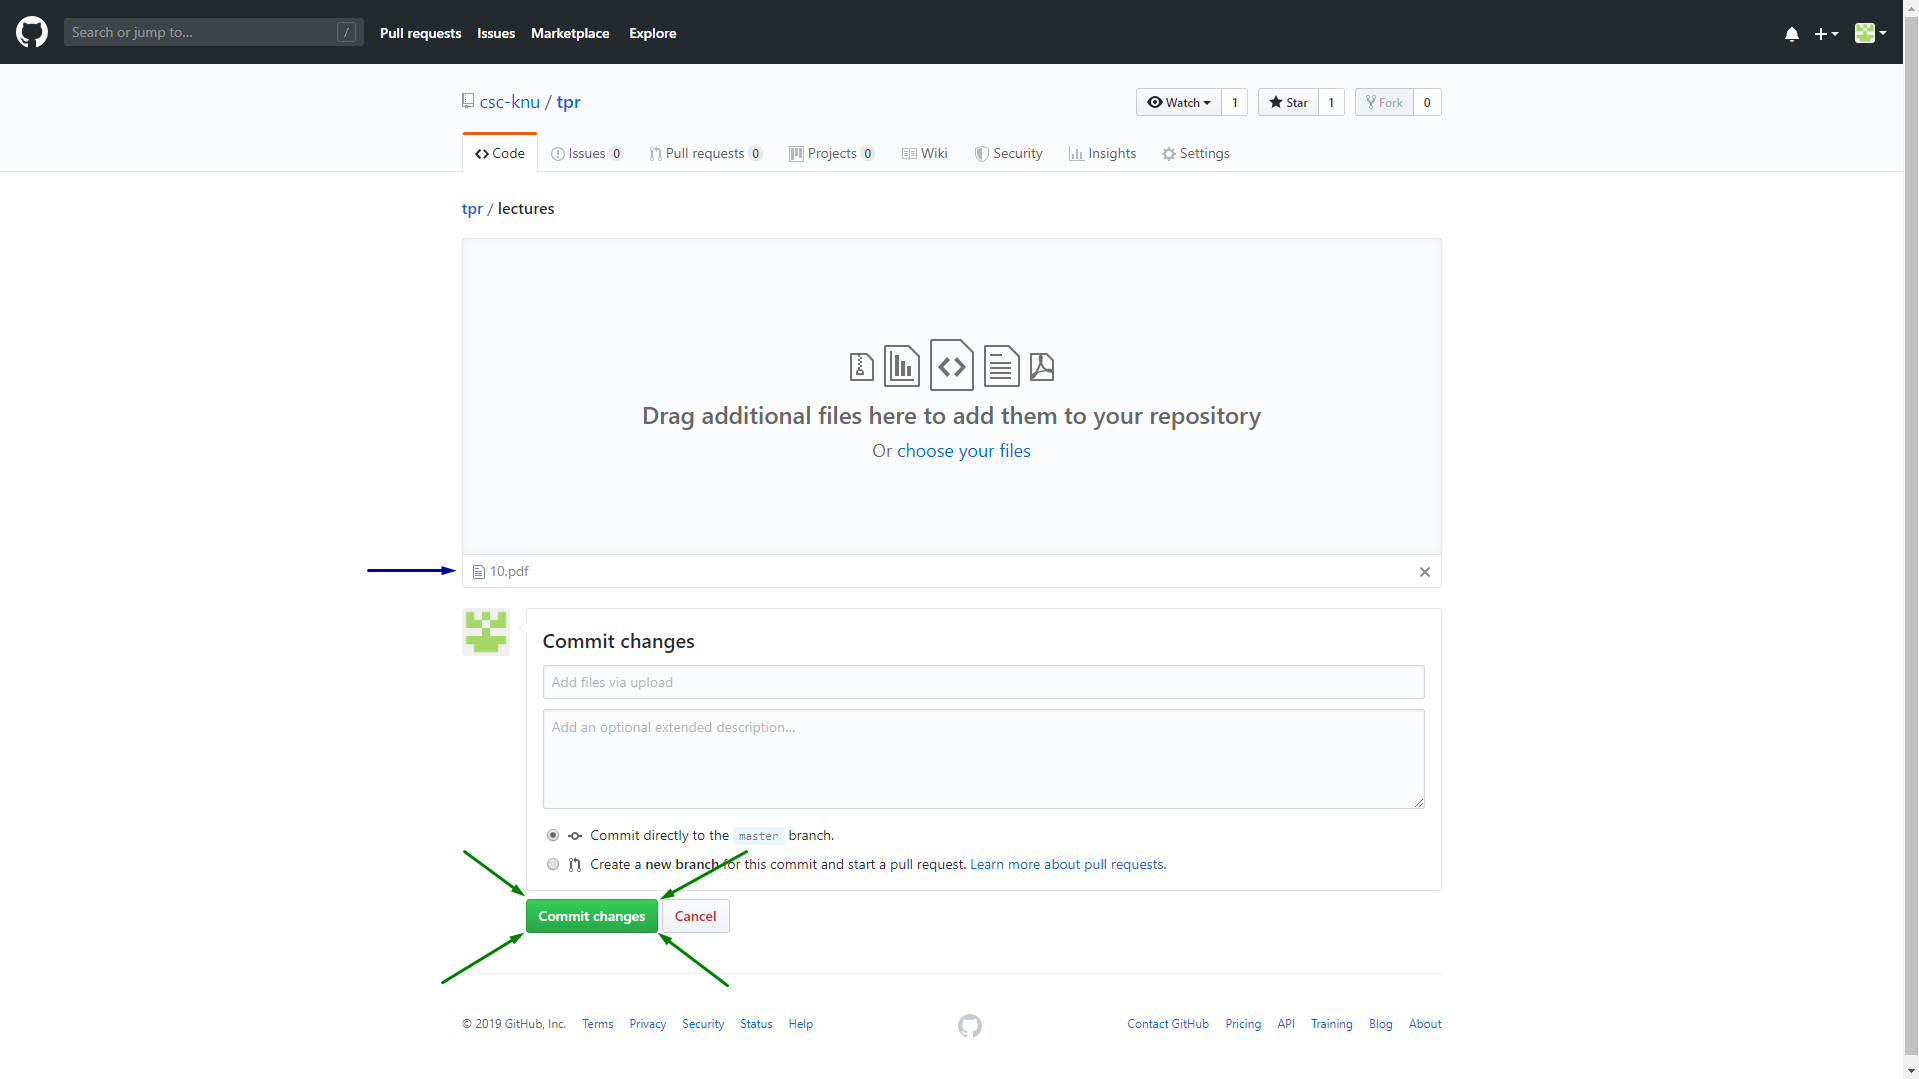 Search or jump to... / Pull requests Issues Marketplace Explore
csc-knu / tpr Watch 1 Star 1 Fork 0
Code Issues 0 Pull requests 0 Projects 0 Wiki Security Insights Settings
tpr / lectures
Drag additional files here to add them to your repository
Or choose your files
10.pdf
Commit changes
Add files via upload
Add an optional extended description...
Commit directly to the master branch.
Create a new branch for this commit and start a pull request. Learn more about pull requests.
Commit changes Cancel
© 2019 GitHub, Inc. Terms Privacy Security Status Help Contact GitHub Pricing API Training Blog About